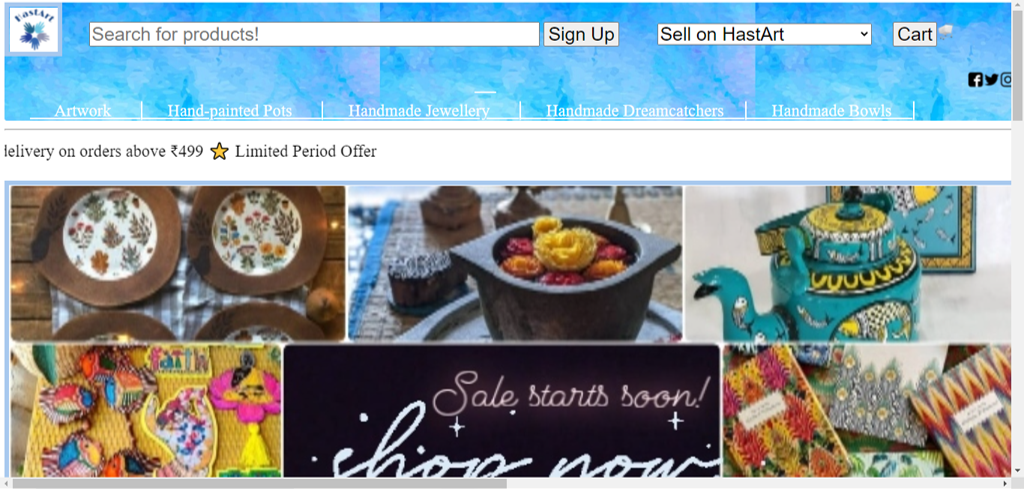 HastArt
Search for products!
Sign Up
Sell on HastArt
Cart
Artwork
Hand-painted Pots
Handmade Jewellery
Handmade Dreamcatchers
Handmade Bowls
delivery on orders above ₹499 ⭐ Limited Period Offer
faith
Sale starts soon!
shop now